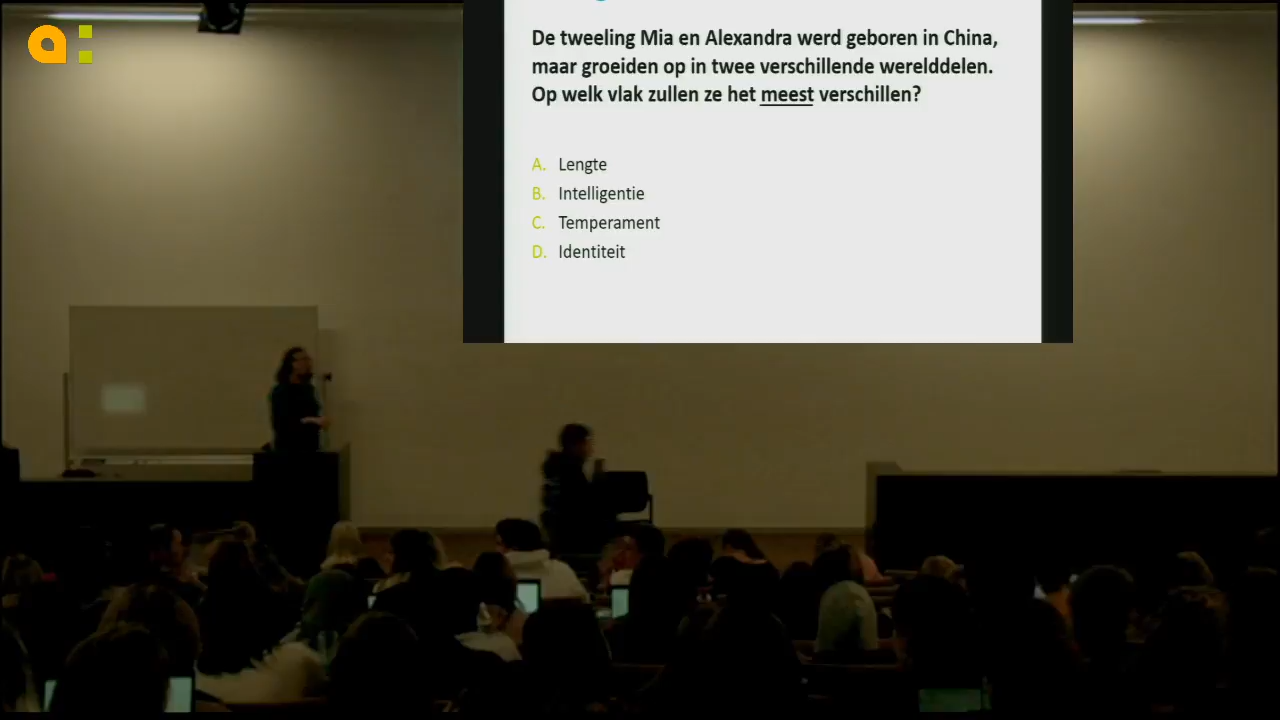 De tweeling Mia en Alexandra werd geboren in China,
maar groeiden op in twee verschillende werelddelen.
Op welk vlak zullen ze het meest verschillen?
A. Lengte
B. Intelligentie
C. Temperament
D. Identiteit